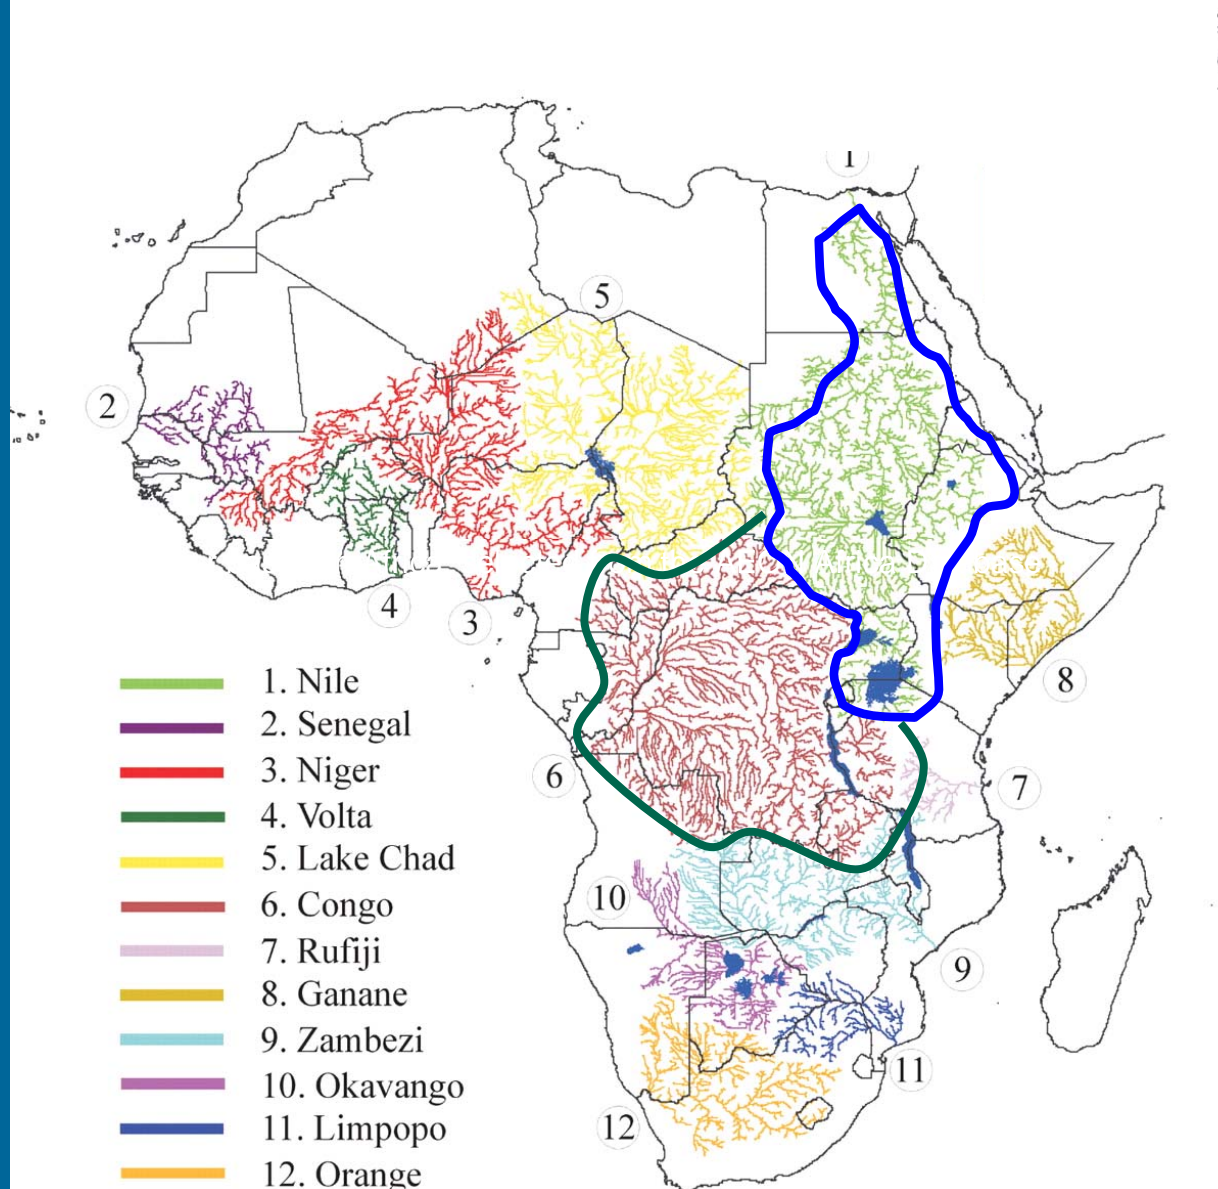 1
5
2
4
3
8
6
7
10
9
11
12
1. Nile
2. Senegal
3. Niger
4. Volta
5. Lake Chad
6. Congo
7. Rufiji
8. Ganane
9. Zambezi
10. Okavango
11. Limpopo
12. Orange